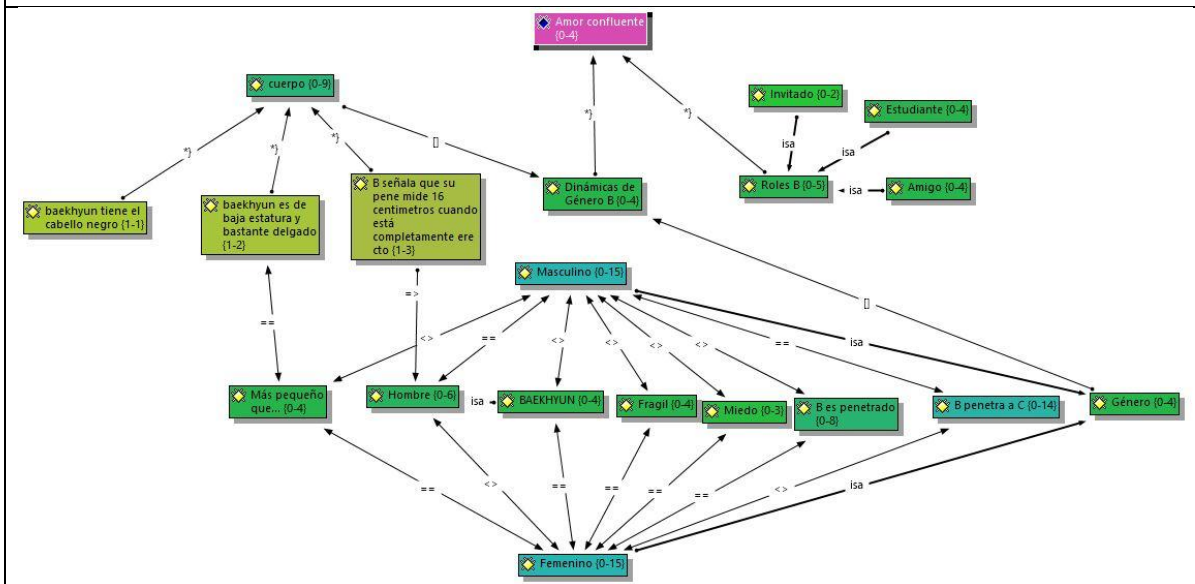 Amor confluente
{0-4}
cuerpo {0-9}
Invitado {0-2}
Estudiante {0-4}
*}
*}
*}
*}
*}
[]
isa
isa
baekhyun tiene el
cabello negro {1-1}
baekhyun es de
baja estatura y
bastante delgado
{1-2}
B señala que su
pene mide 16
centimetros cuando
está
completamente ere
cto {1-3}
Dinámicas de
Género B {0-4}
Roles B {0-5}
isa
Amigo {0-4}
Masculino {0-15}
=>
==
<>
==
<>
<>
<>
<>
==
isa
[]
Más pequeño
que... {0-4}
Hombre {0-6}
isa
BAEKHYUN {0-4}
Fragil {0-4}
Miedo {0-3}
B es penetrado
{0-8}
B penetra a C {0-14}
Género {0-4}
==
<>
==
==
==
==
<>
isa
Femenino {0-15}